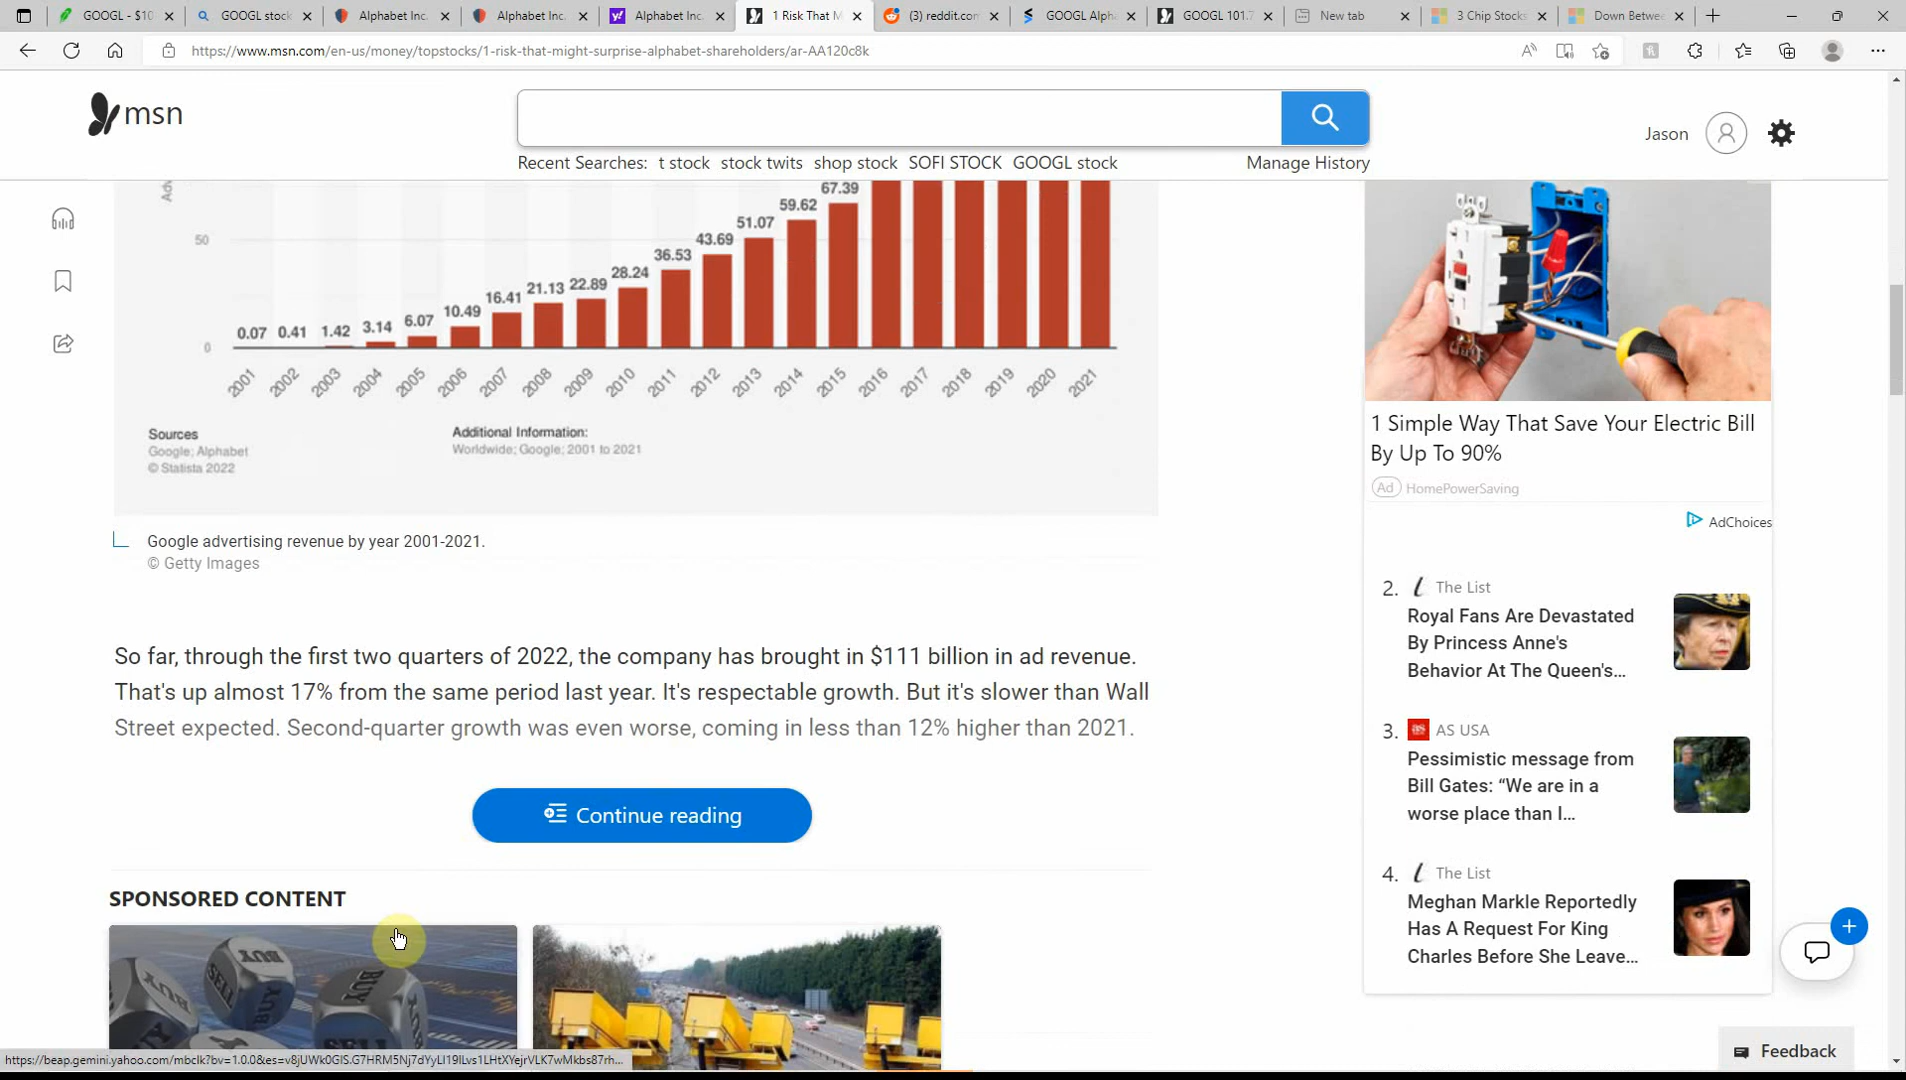 GOOGL - $10
GOOGL stock
Alphabet Inc.
Alphabet Inc.
Alphabet Inc.
1 Risk That M
(3) reddit.com
GOOGL Alpha
GOOGL 101.7
New tab
3 Chip Stocks
Down Betwee
https://www.msn.com/en-us/money/topstocks/1-risk-that-might-surprise-alphabet-shareholders/ar-AA120c8k
msn
Jason
Recent Searches: t stock stock twits shop stock SOFI STOCK GOOGL stock
Manage History
Adv
67.39
59.62
51.07
50
43.69
36.53
28.24
22.89
21.13
16.41
10.49
6.07
3.14
1.42
0.41
0.07
0
2001 2002 2003 2004 2005 2006 2007 2008 2009 2010 2011 2012 2013 2014 2015 2016 2017 2018 2019 2020 2021
Sources
Google; Alphabet
© Statista 2022
Additional Information:
Worldwide; Google; 2001 to 2021
Google advertising revenue by year 2001-2021.
© Getty Images
So far, through the first two quarters of 2022, the company has brought in $111 billion in ad revenue.
That's up almost 17% from the same period last year. It's respectable growth. But it's slower than Wall
Street expected. Second-quarter growth was even worse, coming in less than 12% higher than 2021.
Continue reading
SPONSORED CONTENT
BUY
SELL
BUY
BUY
SELL
BUY
1 Simple Way That Save Your Electric Bill
By Up To 90%
Ad HomePowerSaving
AdChoices
2. The List
Royal Fans Are Devastated
By Princess Anne's
Behavior At The Queen's...
3. as AS USA
Pessimistic message from
Bill Gates: “We are in a
worse place than I...
4. The List
Meghan Markle Reportedly
Has A Request For King
Charles Before She Leave...
Feedback